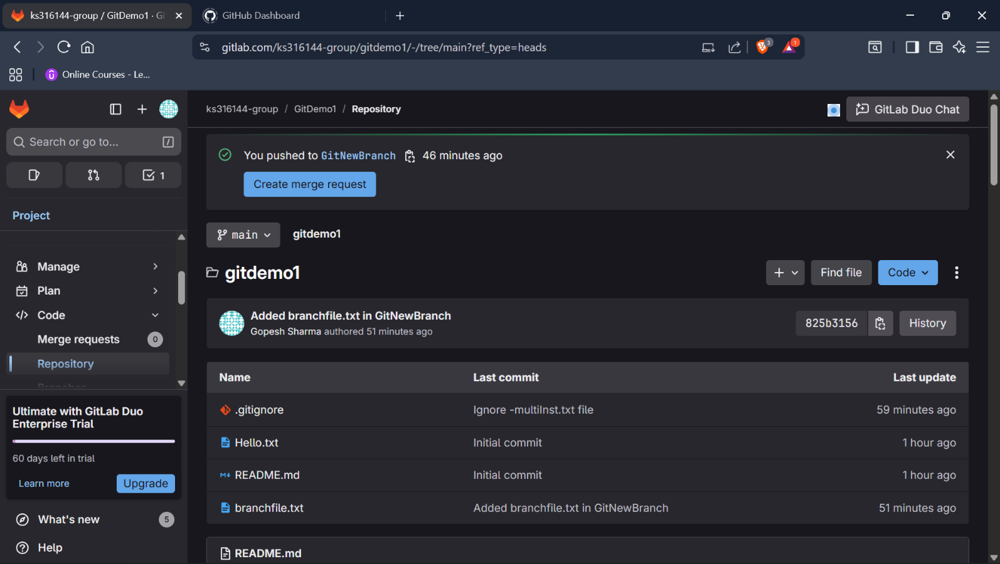 ks316144-group / GitDemo1 · Gi
GitHub Dashboard
gitlab.com/ks316144-group/gitdemo1/-/tree/main?ref_type=heads
3
1
Online Courses - Le...
ks316144-group / GitDemo1 / Repository
GitLab Duo Chat
Search or go to... /
1
You pushed to GitNewBranch 46 minutes ago
Create merge request
Project
main
gitdemo1
Manage
Plan
Code
Merge requests 0
Repository
Branches
gitdemo1
Find file
Code
Added branchfile.txt in GitNewBranch
Gopesh Sharma authored 51 minutes ago
825b3156
History
Name Last commit Last update
.gitignore Ignore -multiInst.txt file 59 minutes ago
Hello.txt Initial commit 1 hour ago
README.md Initial commit 1 hour ago
branchfile.txt Added branchfile.txt in GitNewBranch 51 minutes ago
README.md
Ultimate with GitLab Duo
Enterprise Trial
60 days left in trial
Learn more
Upgrade
What's new 5
Help